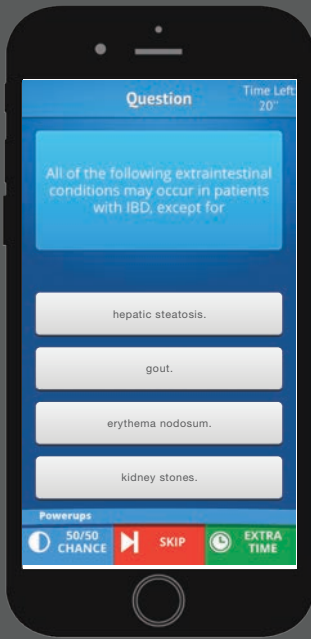 Question
Time Left:
20"
All of the following extraintestinal
conditions may occur in patients
with IBD, except for
hepatic steatosis.
gout.
erythema nodosum.
kidney stones.
Powerups
50/50
CHANCE
SKIP
EXTRA
TIME